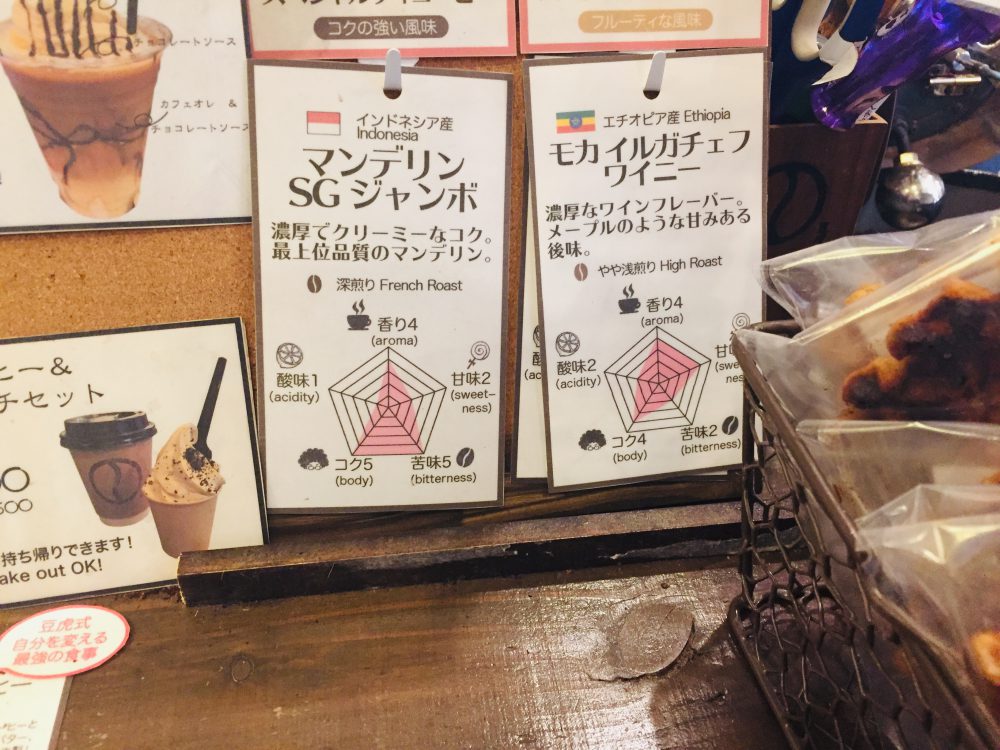 チョコレートソース
カフェオレ &
チョコレートソース
コクの強い風味
フルーティな風味
インドネシア産
Indonesia
マンデリン
SG ジャンボ
濃厚でクリーミーなコク。
最上位品質のマンデリン。
深煎り French Roast
香り4
(aroma)
酸味1
(acidity)
甘味2
(sweet-
ness)
コク5
(body)
苦味5
(bitterness)
エチオピア産 Ethiopia
モカ イルガチェフ
ワイニー
濃厚なワインフレーバー。
メープルのような甘みある
後味。
やや浅煎り High Roast
香り4
(aroma)
酸味2
(acidity)
甘味
コク4
(body)
苦味2
(bitterness)
ヒー&
チセット
持ち帰りできます!
ake out OK!
豆虎式
自分を変える
最強の食事